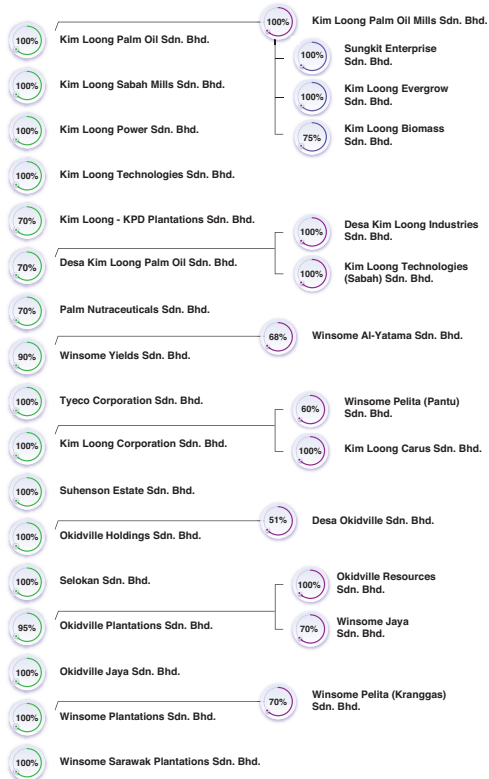 100% Kim Loong Palm Oil Sdn. Bhd.
100% Kim Loong Palm Oil Mills Sdn. Bhd.
100% Sungkit Enterprise
Sdn. Bhd.
100% Kim Loong Evergrow
Sdn. Bhd.
75% Kim Loong Biomass
Sdn. Bhd.
100% Kim Loong Sabah Mills Sdn. Bhd.
100% Kim Loong Power Sdn. Bhd.
100% Kim Loong Technologies Sdn. Bhd.
70% Kim Loong - KPD Plantations Sdn. Bhd.
70% Desa Kim Loong Palm Oil Sdn. Bhd.
100% Desa Kim Loong Industries
Sdn. Bhd.
100% Kim Loong Technologies
(Sabah) Sdn. Bhd.
70% Palm Nutraceuticals Sdn. Bhd.
90% Winsome Yields Sdn. Bhd.
68% Winsome Al-Yatama Sdn. Bhd.
100% Tyeco Corporation Sdn. Bhd.
100% Kim Loong Corporation Sdn. Bhd.
60% Winsome Pelita (Pantu)
Sdn. Bhd.
100% Kim Loong Carus Sdn. Bhd.
100% Suhenson Estate Sdn. Bhd.
100% Okidville Holdings Sdn. Bhd.
51% Desa Okidville Sdn. Bhd.
100% Selokan Sdn. Bhd.
95% Okidville Plantations Sdn. Bhd.
100% Okidville Resources
Sdn. Bhd.
70% Winsome Jaya
Sdn. Bhd.
100% Okidville Jaya Sdn. Bhd.
100% Winsome Plantations Sdn. Bhd.
70% Winsome Pelita (Kranggas)
Sdn. Bhd.
100% Winsome Sarawak Plantations Sdn. Bhd.